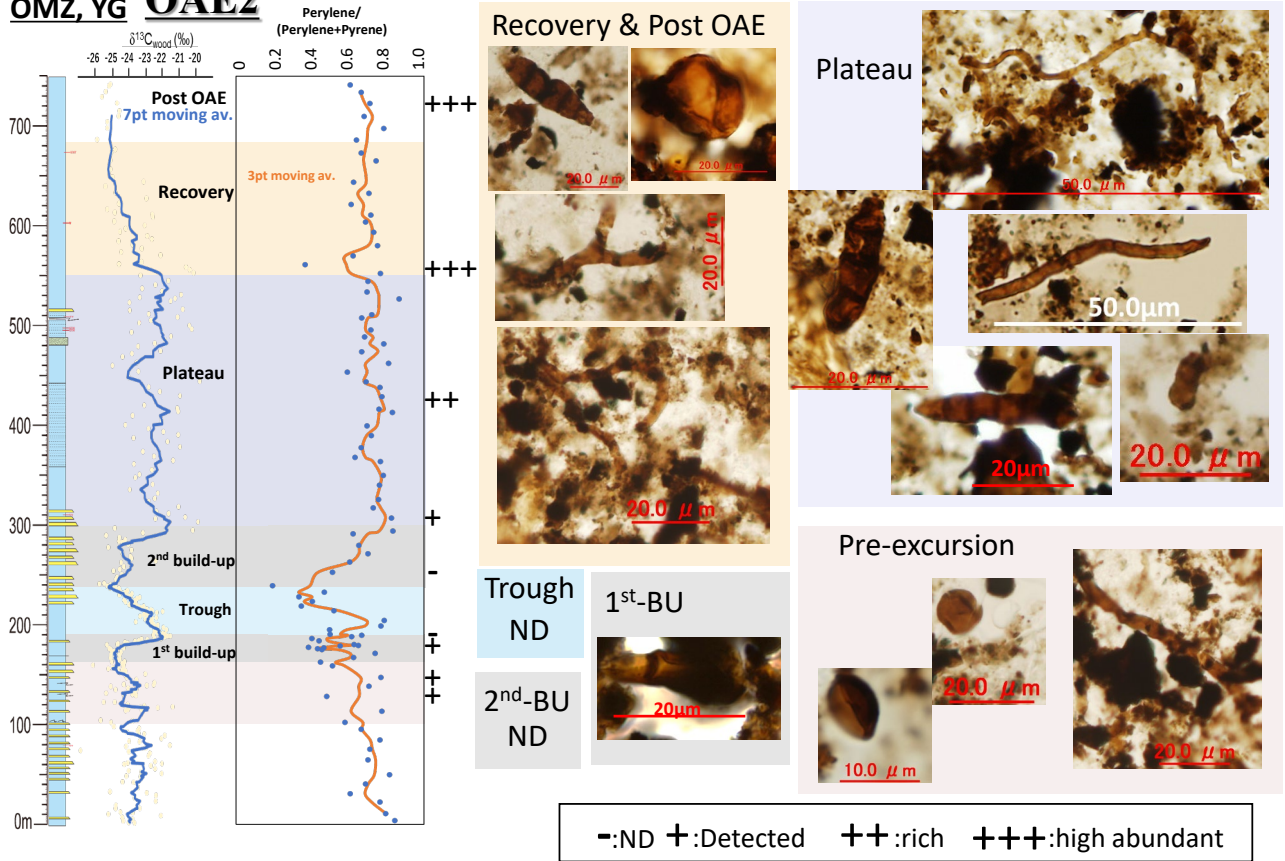 OMZ, YG OAE2
δ13Cwood (‰)
-26 -25 -24 -23 -22 -21 -20
Perylene/
(Perylene+Pyrene)
0 0.2 0.4 0.6 0.8 1.0
Post OAE
7pt moving av.
3pt moving av.
Recovery
Plateau
2nd build-up
Trough
1st build-up
700
600
500
400
300
200
100
0m
+++
+++
++
+
-
-
+
+
+
Recovery & Post OAE
20.0 μm
20.0 μm
20.0 μm
20.0 μm
Trough
ND
2nd-BU
ND
1st-BU
20μm
Plateau
50.0 μm
20.0 μm
50.0μm
20μm
20.0 μm
Pre-excursion
10.0 μm
20.0 μm
20.0 μm
-:ND +:Detected ++:rich +++:high abundant